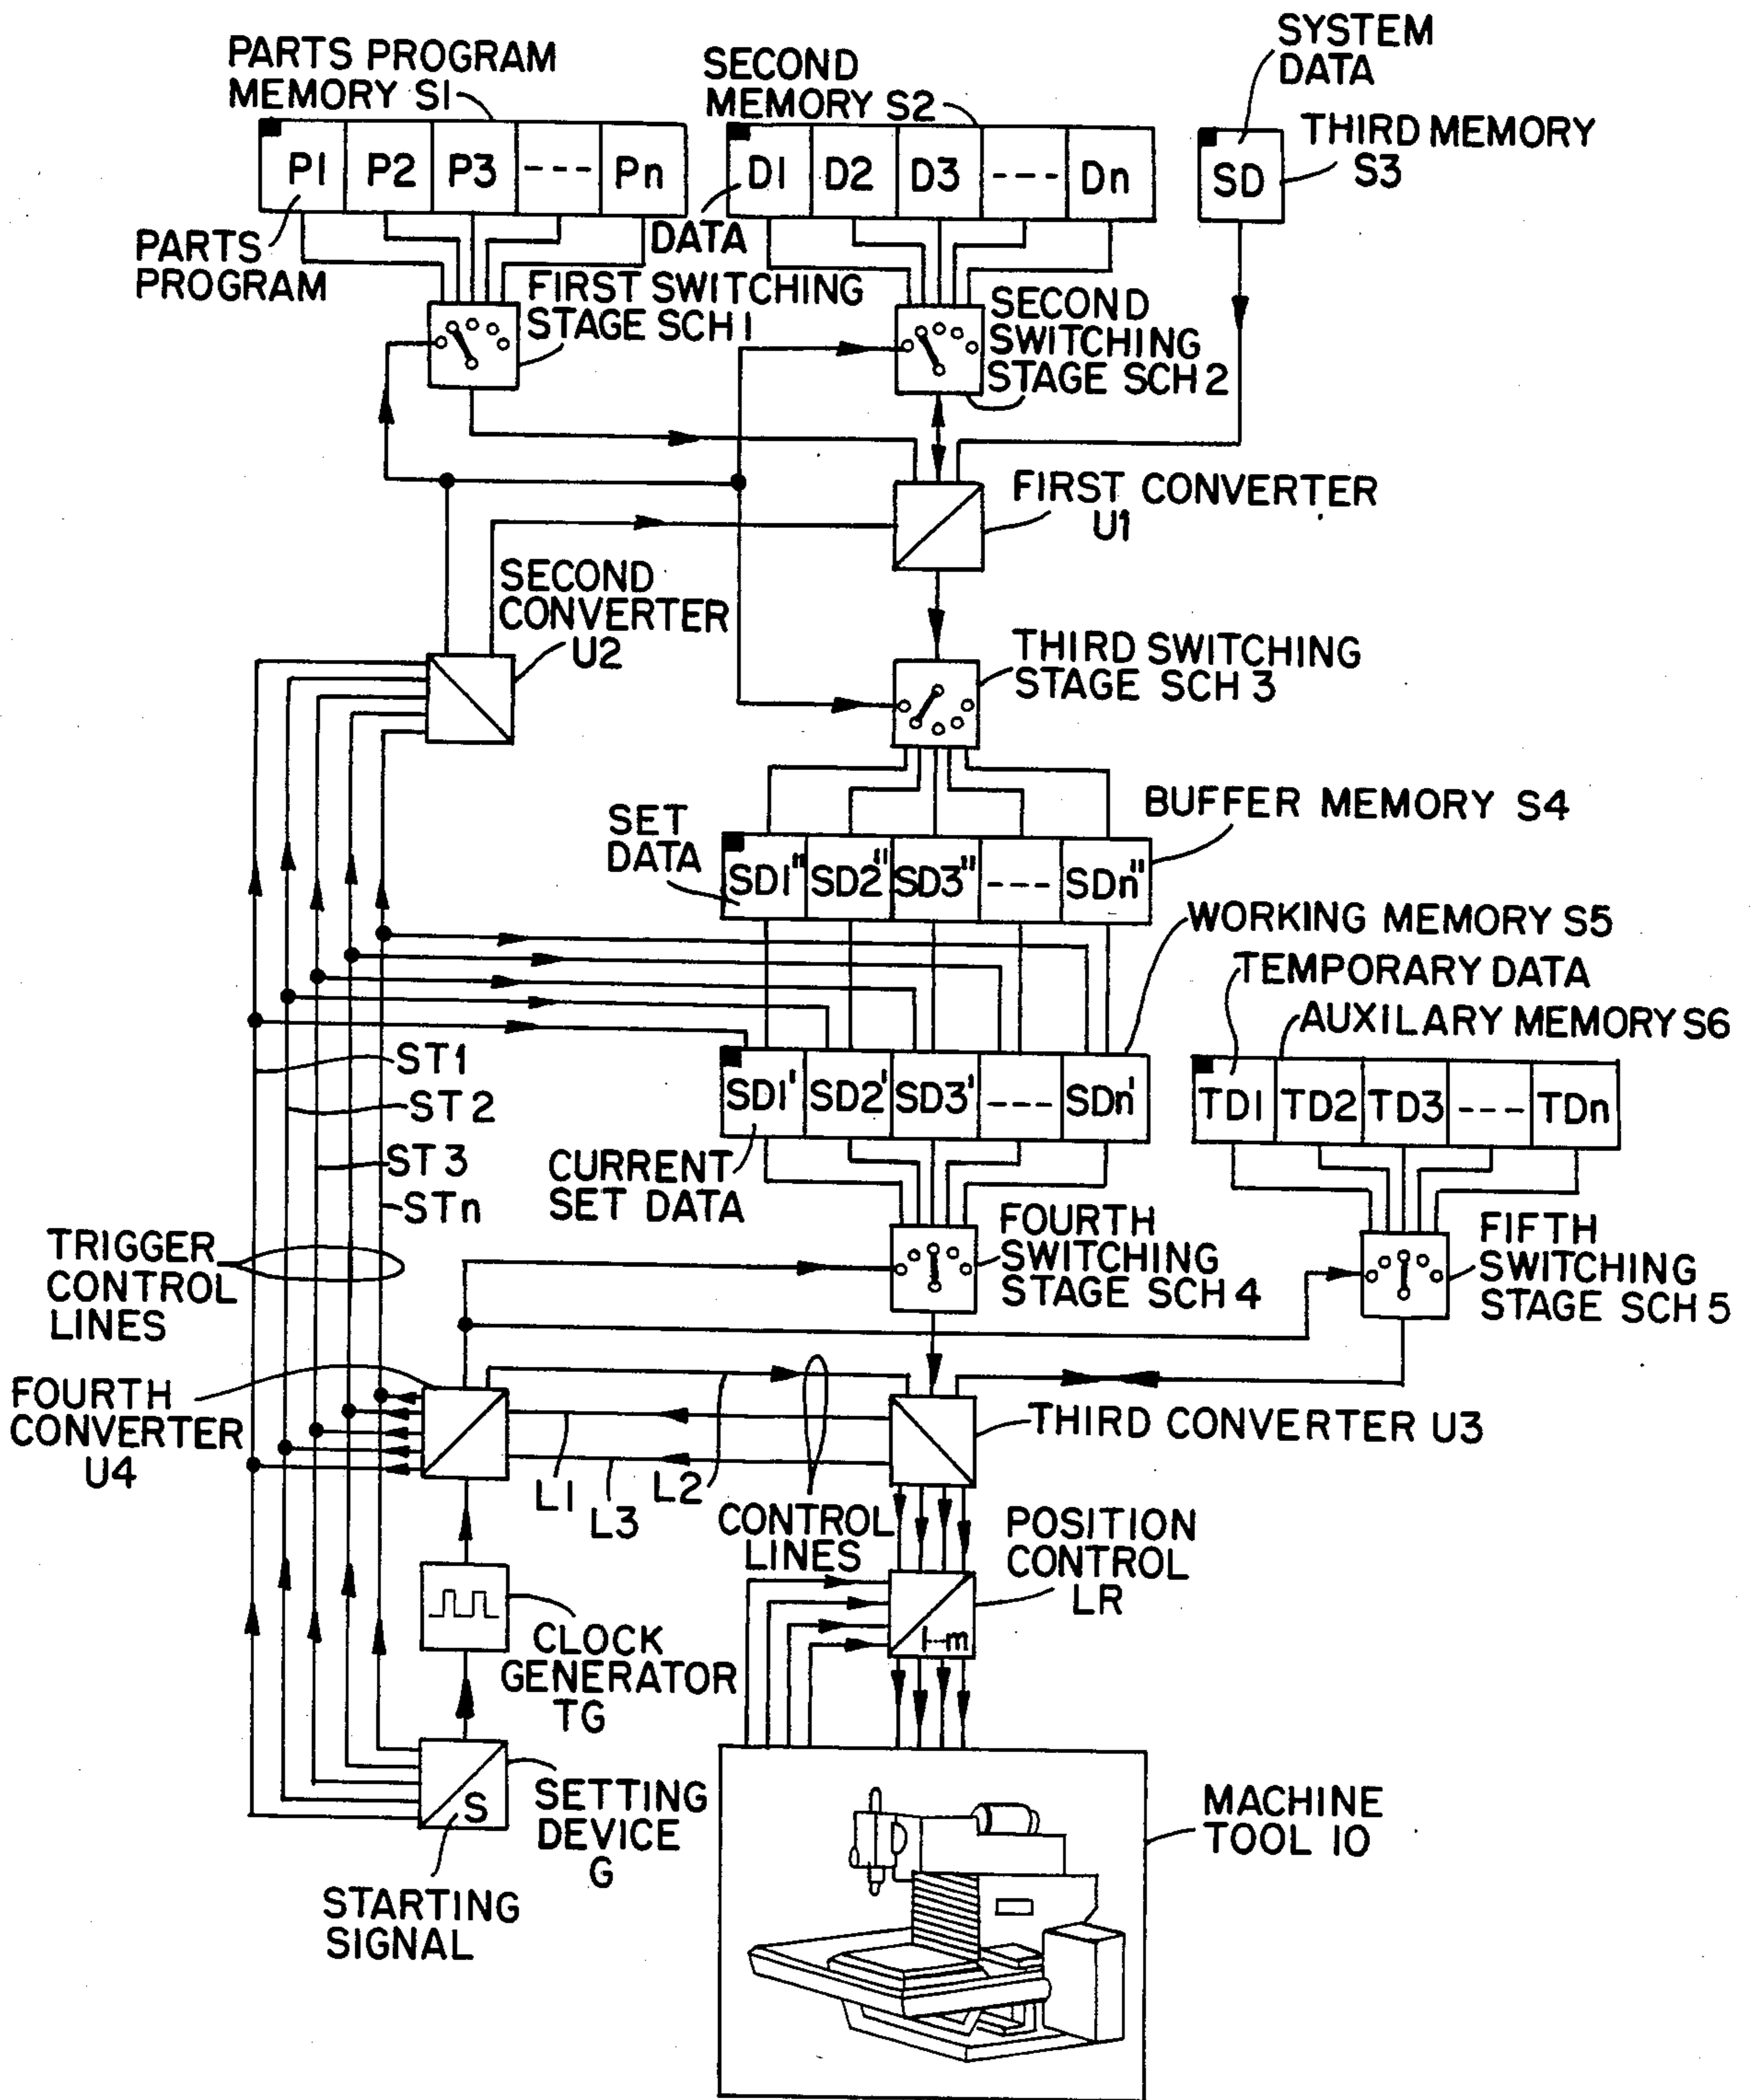 PARTS PROGRAM
MEMORY S1
SECOND
MEMORY S2
SYSTEM
DATA
THIRD MEMORY
S3
P1 P2 P3 --- Pn
D1 D2 D3 --- Dn
SD
PARTS
PROGRAM
DATA
FIRST SWITCHING
STAGE SCH 1
SECOND
SWITCHING
STAGE SCH 2
FIRST CONVERTER
U1
SECOND
CONVERTER
U2
THIRD SWITCHING
STAGE SCH 3
BUFFER MEMORY S4
SET
DATA
SD1" SD2" SD3" --- SDn"
WORKING MEMORY S5
TEMPORARY DATA
AUXILARY MEMORY S6
ST1
ST2
ST3
STn
SD1' SD2' SD3' --- SDn'
TD1 TD2 TD3 --- TDn
CURRENT
SET DATA
TRIGGER
CONTROL
LINES
FOURTH
SWITCHING
STAGE SCH 4
FIFTH
SWITCHING
STAGE SCH 5
FOURTH
CONVERTER
U4
THIRD CONVERTER U3
L1
L3
L2
CONTROL
LINES
POSITION
CONTROL
LR
1--m
CLOCK
GENERATOR
TG
S
SETTING
DEVICE
G
STARTING
SIGNAL
MACHINE
TOOL 10